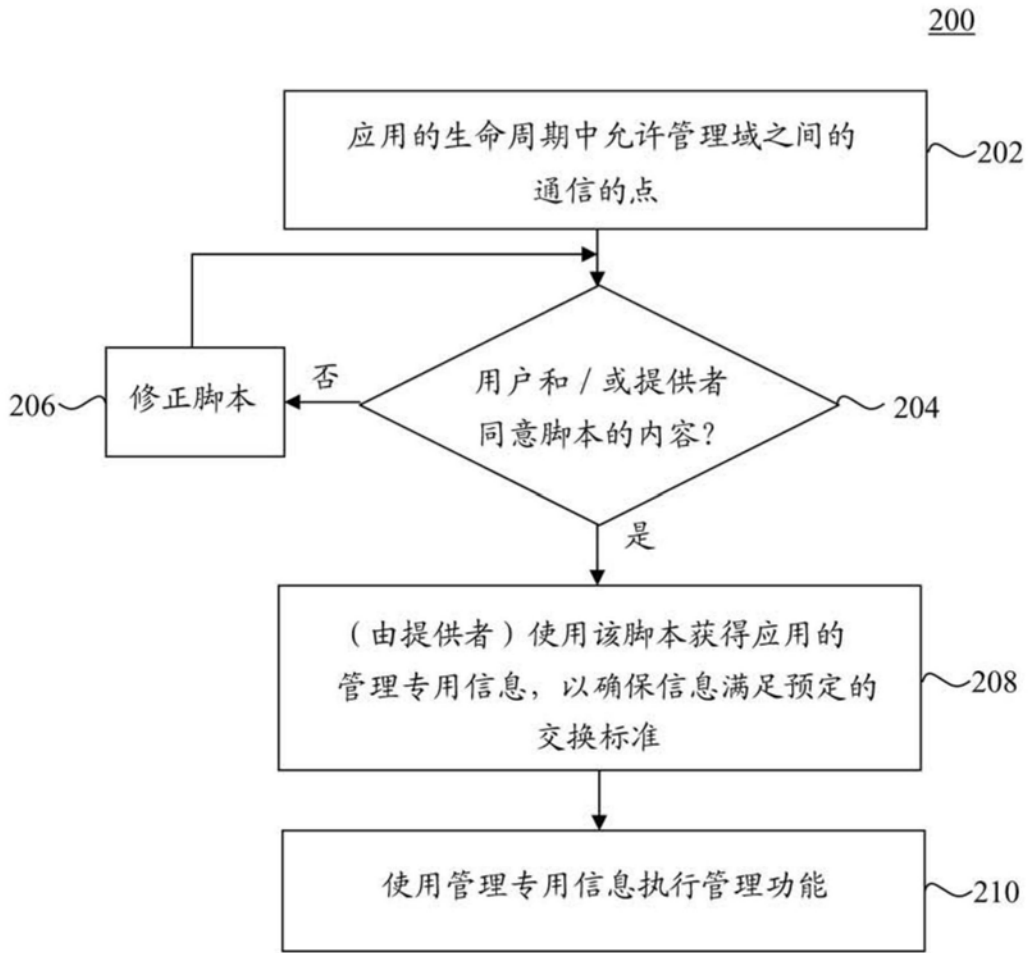 200
应用的生命周期中允许管理域之间的
通信的点
202
用户和/或提供者
同意脚本的内容?
204
否
修正脚本
206
是
(由提供者)使用该脚本获得应用的
管理专用信息，以确保信息满足预定的
交换标准
208
使用管理专用信息执行管理功能
210